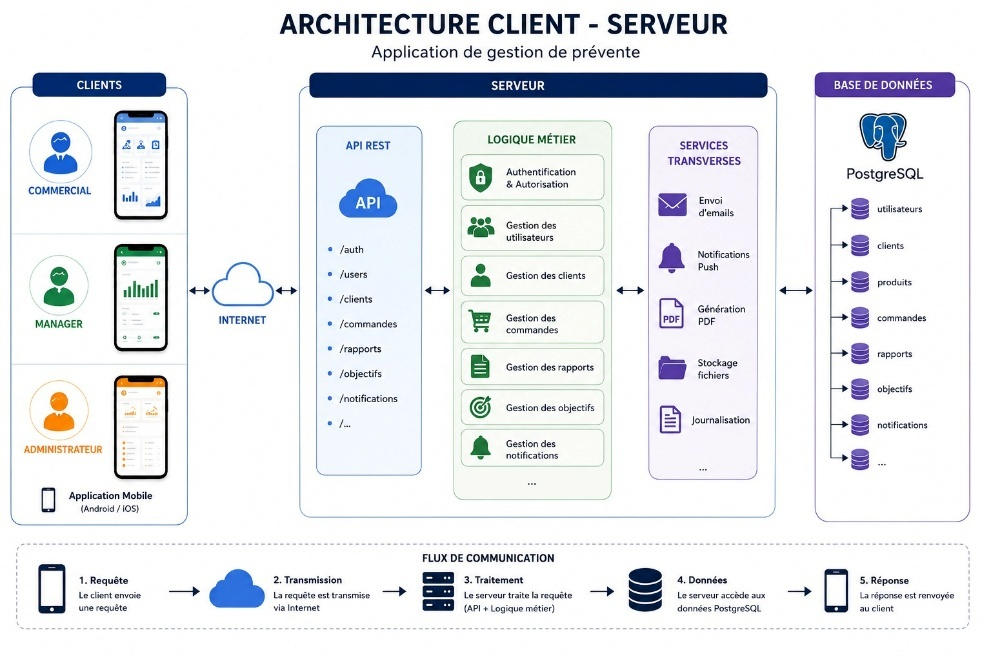 ARCHITECTURE CLIENT - SERVEUR
Application de gestion de prévente
CLIENTS
COMMERCIAL
MANAGER
ADMINISTRATEUR
Application Mobile
(Android / iOS)
INTERNET
SERVEUR
API REST
API
/auth
/users
/clients
/commandes
/rapports
/objectifs
/notifications
/...
LOGIQUE MÉTIER
Authentification
& Autorisation
Gestion des
utilisateurs
Gestion des clients
Gestion des
commandes
Gestion des rapports
Gestion des objectifs
Gestion des
notifications
...
SERVICES
TRANSVERSES
Envoi
d'emails
Notifications
Push
PDF
Génération
PDF
Stockage
fichiers
Journalisation
...
BASE DE DONNÉES
PostgreSQL
utilisateurs
clients
produits
commandes
rapports
objectifs
notifications
...
FLUX DE COMMUNICATION
1. Requête
Le client envoie
une requête
2. Transmission
La requête est transmise
via Internet
3. Traitement
Le serveur traite la requête
(API + Logique métier)
4. Données
Le serveur accède aux
données PostgreSQL
5. Réponse
La réponse est renvoyée
au client